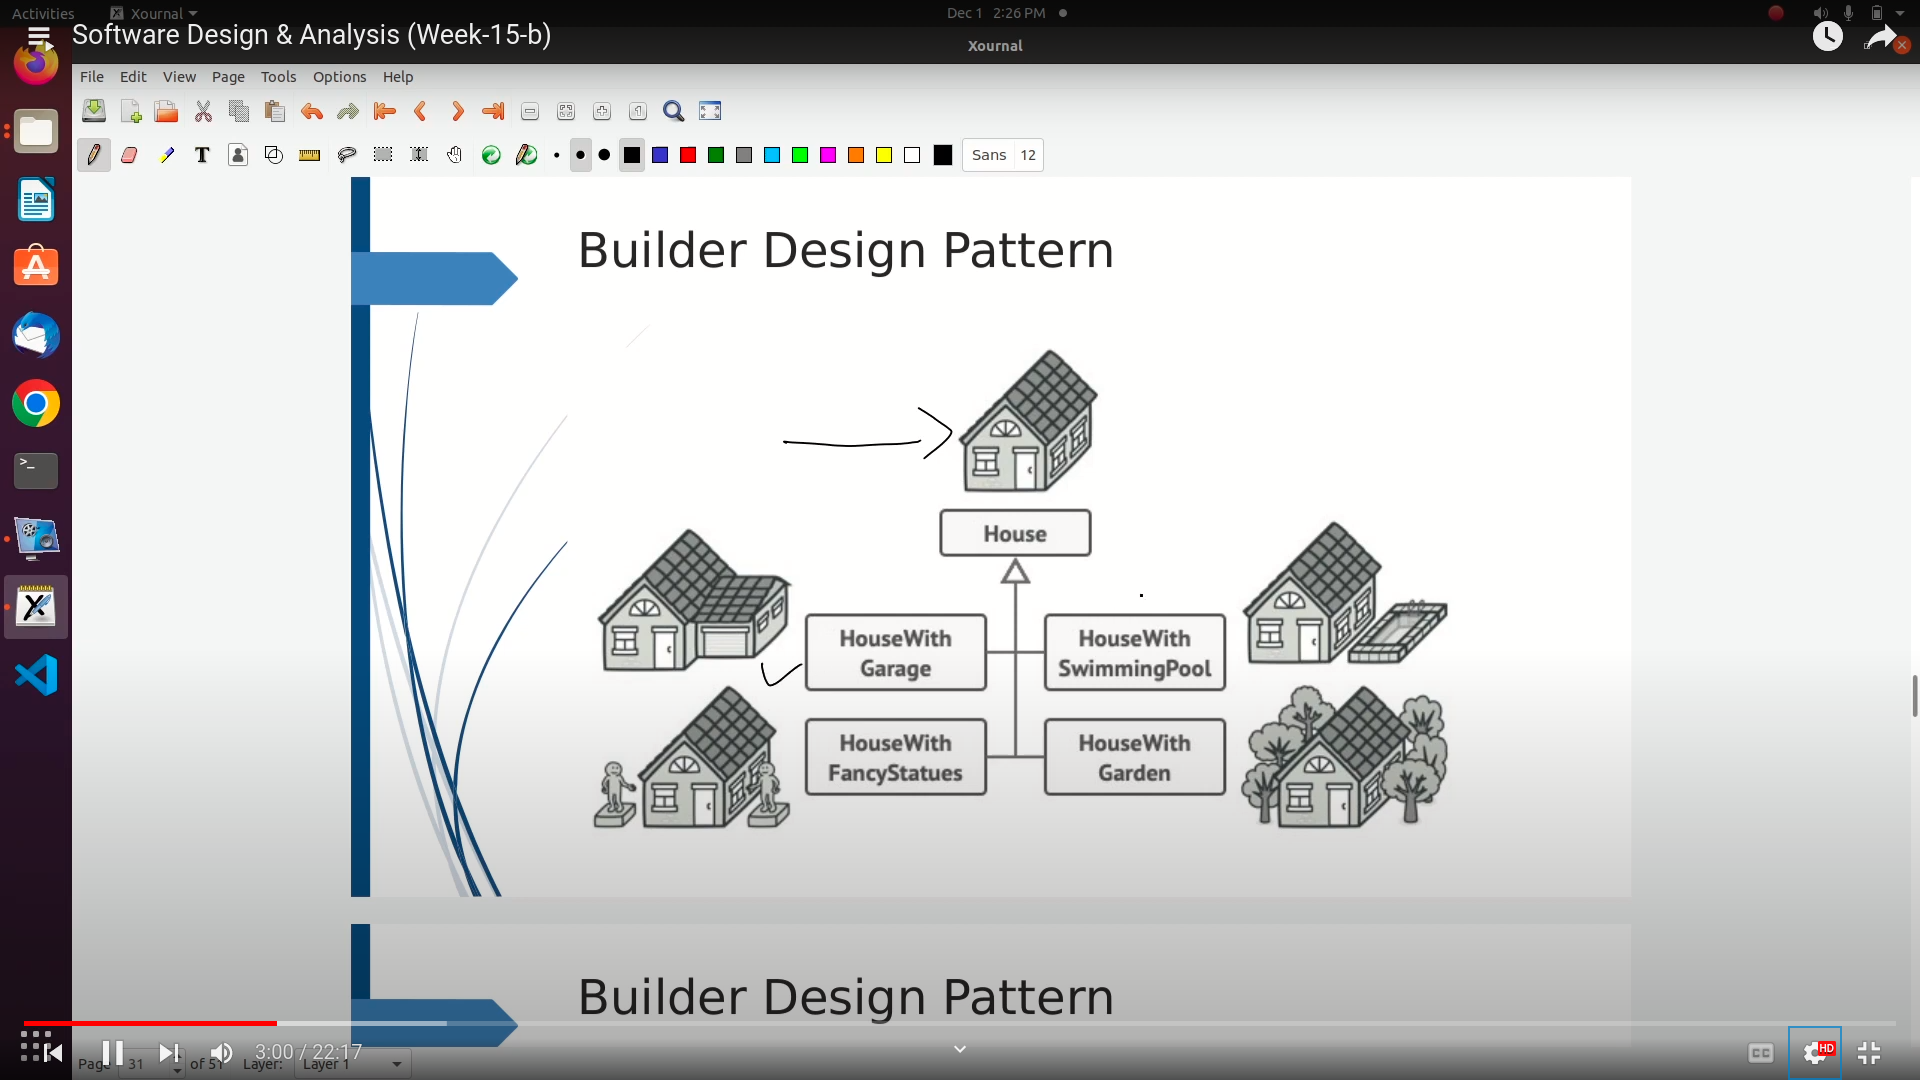 Activities
Xournal
Dec 1 2:26 PM
Software Design & Analysis (Week-15-b)
Xournal
File Edit View Page Tools Options Help
Sans 12
Builder Design Pattern
House
HouseWith
Garage
HouseWith
SwimmingPool
HouseWith
FancyStatues
HouseWith
Garden
Builder Design Pattern
3:00 / 22:17
CC
HD
Page 31 of 51 Layer: Layer 1